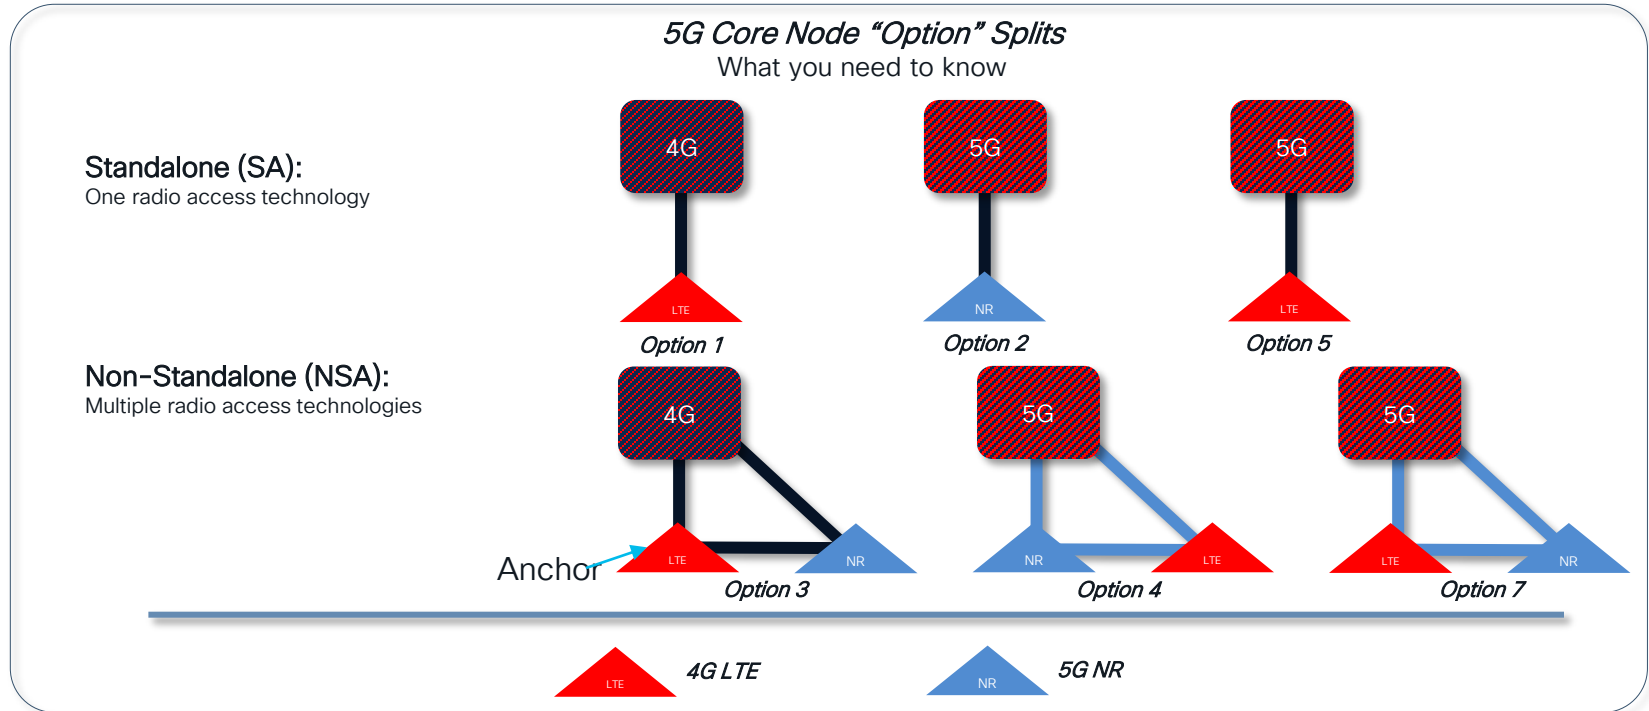 5G Core Node “Option” Splits
What you need to know
Standalone (SA):
One radio access technology
4G
5G
5G
LTE
NR
LTE
Option 1
Option 2
Option 5
Non-Standalone (NSA):
Multiple radio access technologies
4G
5G
5G
Anchor
LTE
NR
NR
LTE
LTE
NR
Option 3
Option 4
Option 7
LTE
4G LTE
NR
5G NR